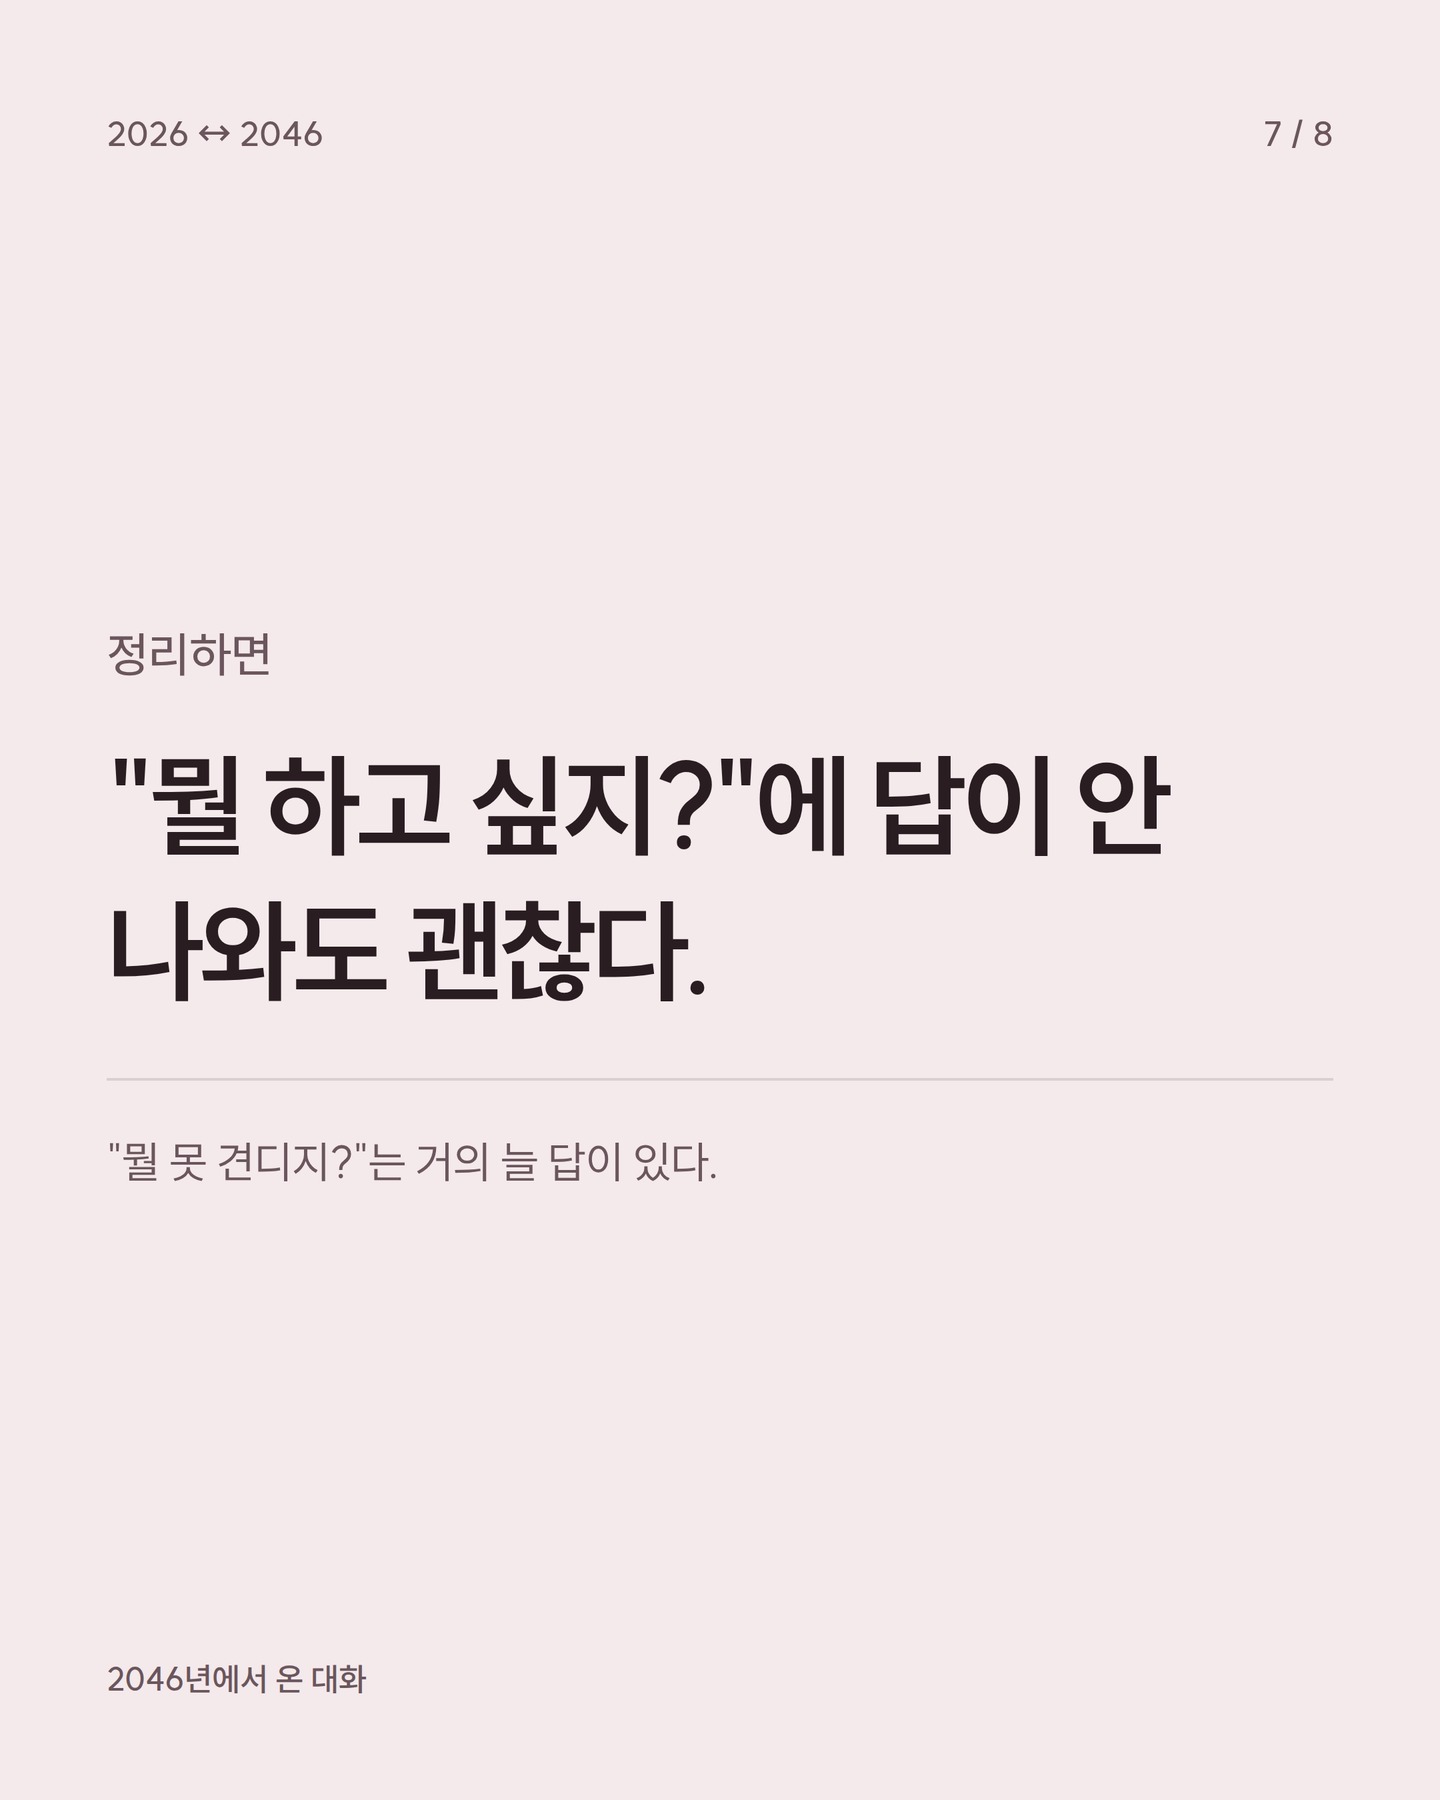 2026 ↔ 2046
7 / 8
정리하면
"뭘 하고 싶지?"에 답이 안
나와도 괜찮다.
"뭘 못 견디지?"는 거의 늘 답이 있다.
2046년에서 온 대화